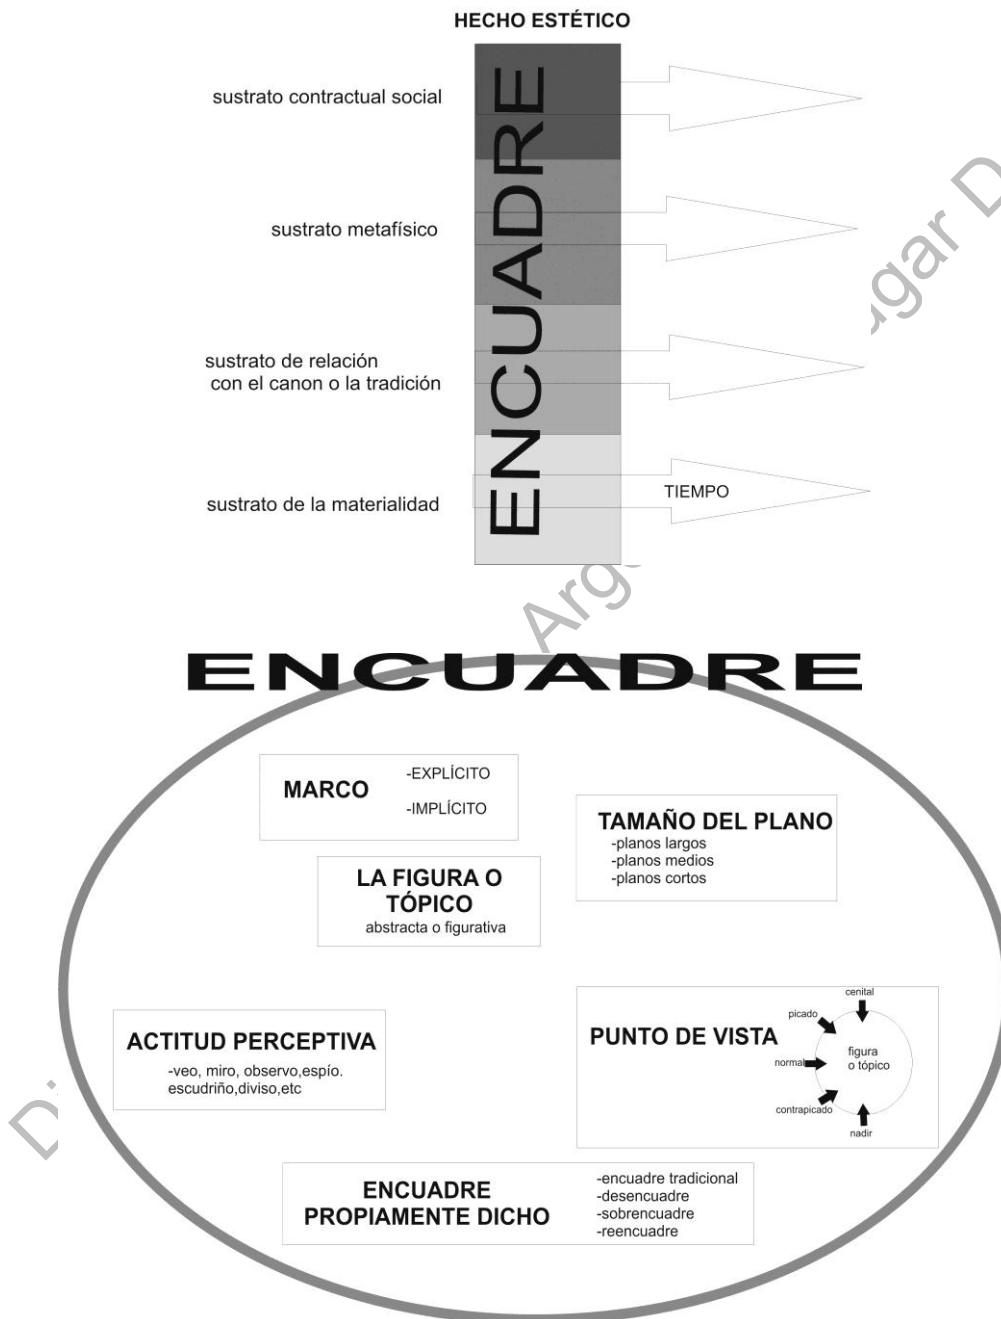 HECHO ESTÉTICO
sustrato contractual social
sustrato metafísico
sustrato de relación
con el canon o la tradición
sustrato de la materialidad
ENCUADRE
TIEMPO
ENCUADRE
MARCO
-EXPLÍCITO
-IMPLÍCITO
TAMAÑO DEL PLANO
-planos largos
-planos medios
-planos cortos
LA FIGURA O
TÓPICO
abstracta o figurativa
ACTITUD PERCEPTIVA
-veo, miro, observo,espío.
escudriño,diviso,etc
PUNTO DE VISTA
cenital
picado
normal
contrapicado
nadir
figura
o tópico
ENCUADRE
PROPIAMENTE DICHO
-encuadre tradicional
-desencuadre
-sobrencuadre
-reencuadre